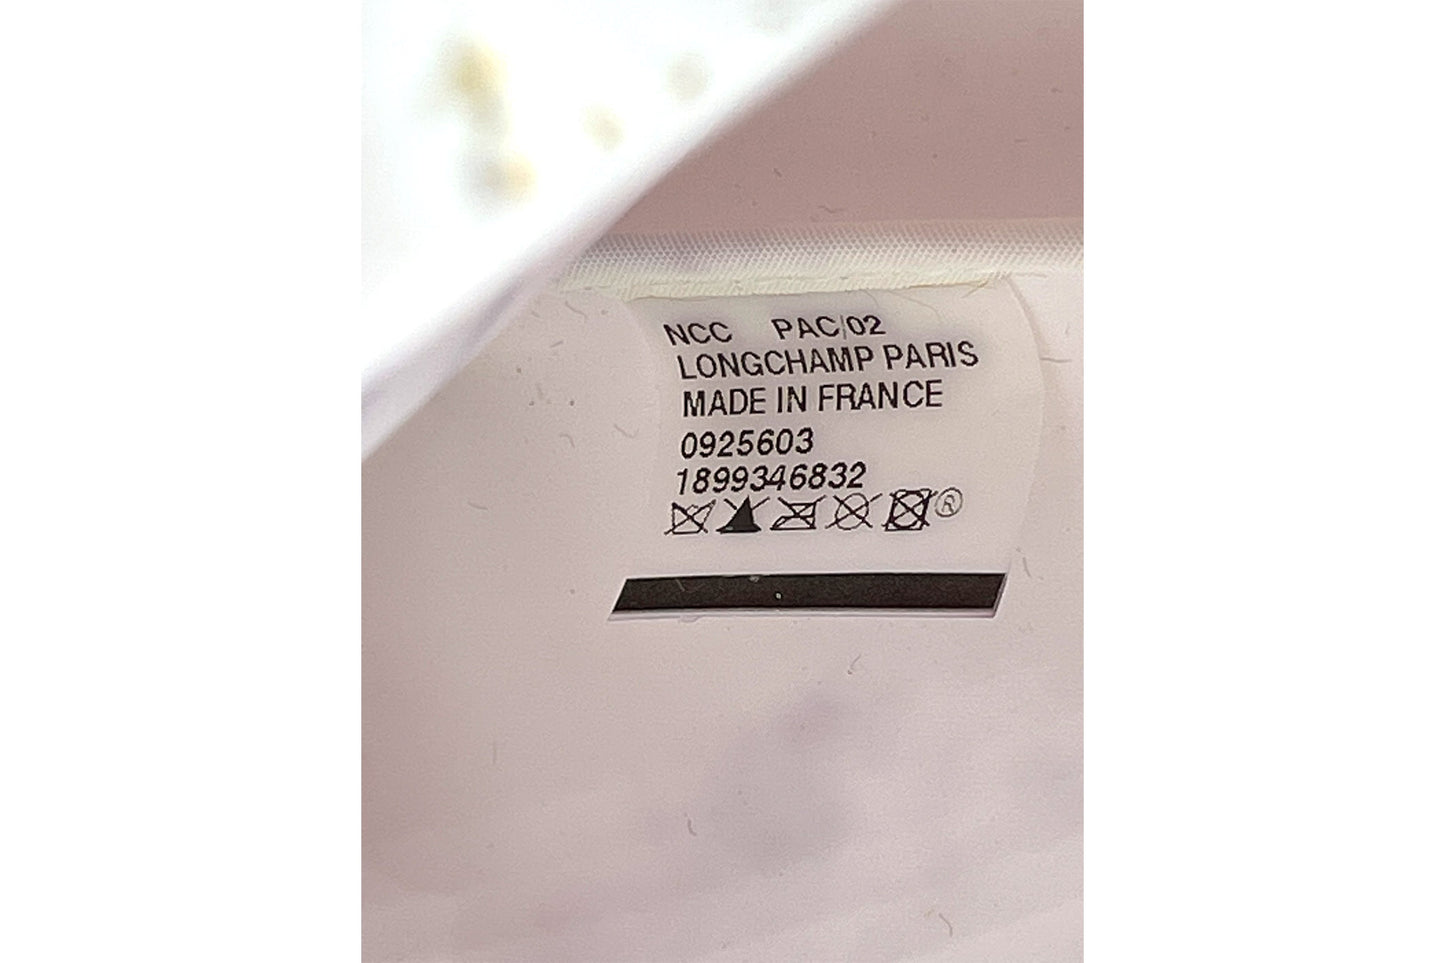 NCC PAC/02
LONGCHAMP PARIS
MADE IN FRANCE
0925603
1899346832
®